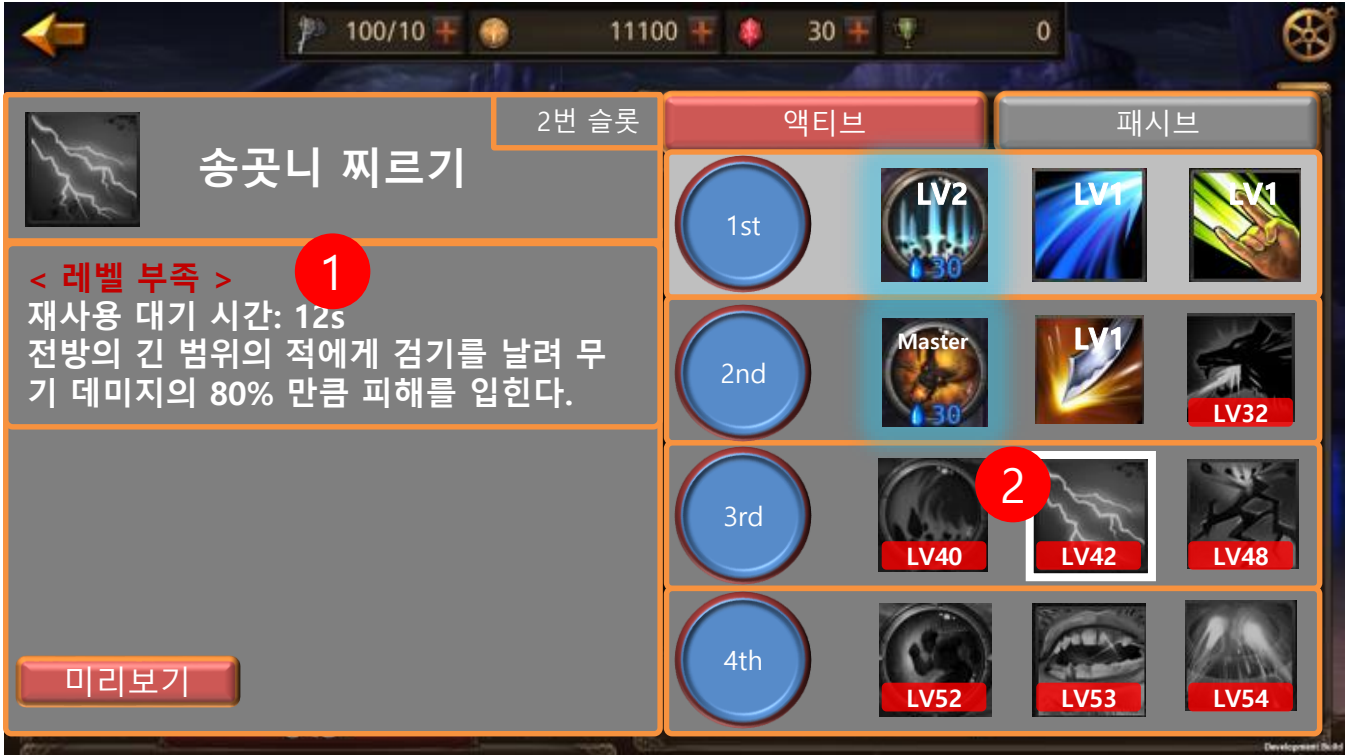 100/10 11100 30 0
2번 슬롯
송곳니 찌르기
< 레벨 부족 >
1
재사용 대기 시간: 12s
전방의 긴 범위의 적에게 검기를 날려 무
기 데미지의 80% 만큼 피해를 입힌다.
미리보기
액티브 패시브
1st
LV2 LV1 LV1
30
2nd
Master LV1 LV32
30
3rd
2
LV40 LV42 LV48
4th
LV52 LV53 LV54
Development Build